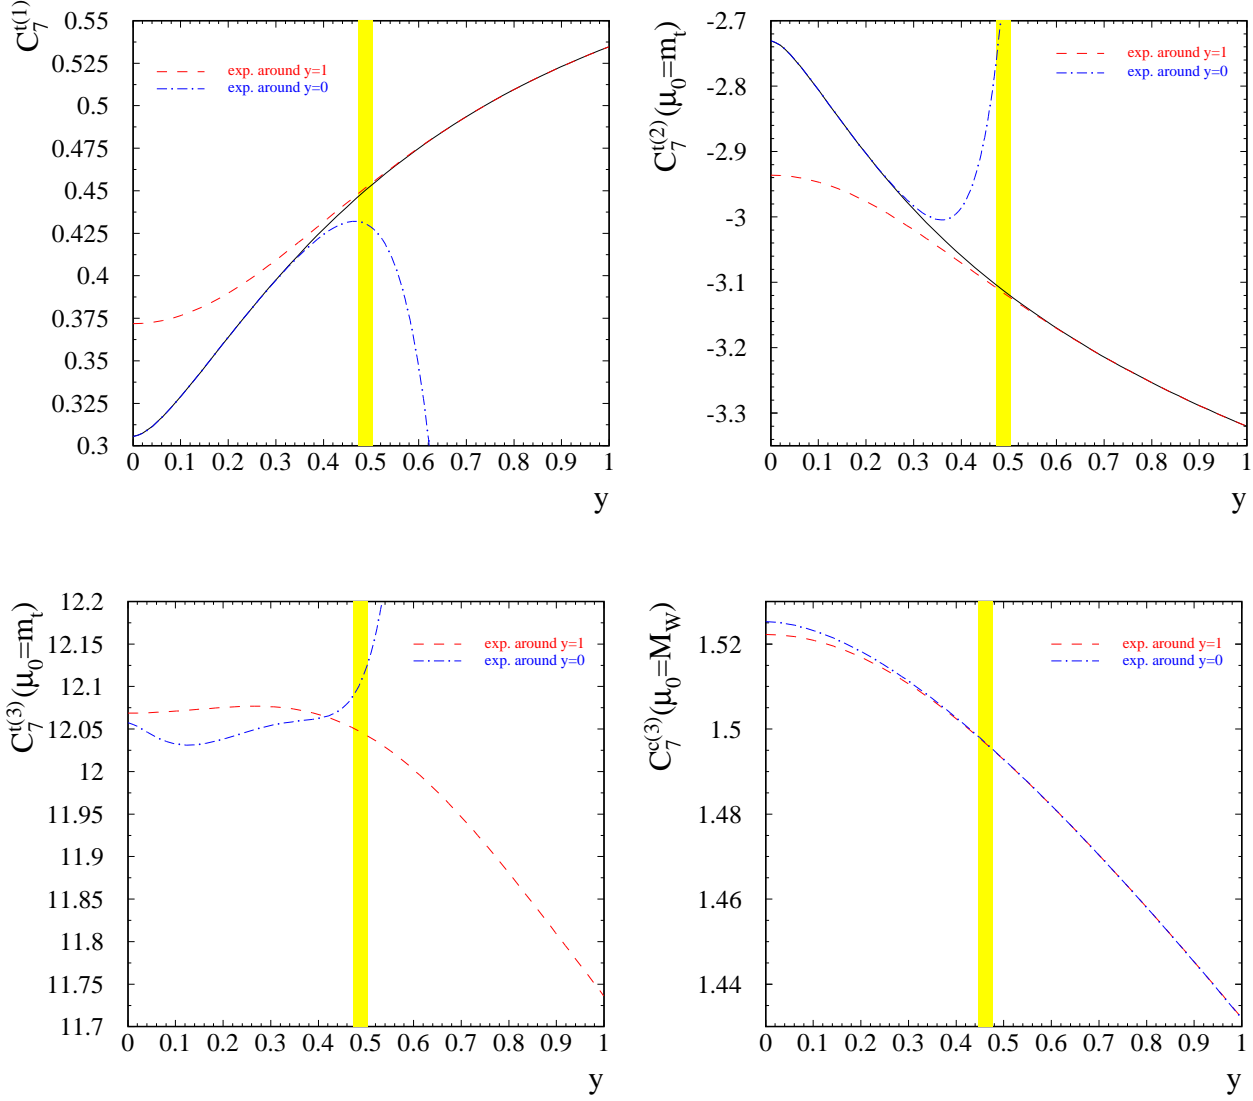 C₇ᵗ⁽¹⁾
0.55
0.525
0.5
0.475
0.45
0.425
0.4
0.375
0.35
0.325
0.3
exp. around y=1
exp. around y=0
0 0.1 0.2 0.3 0.4 0.5 0.6 0.7 0.8 0.9 1
y
C₇ᵗ⁽²⁾(μ₀=mₜ)
-2.7
-2.8
-2.9
-3
-3.1
-3.2
-3.3
exp. around y=1
exp. around y=0
0 0.1 0.2 0.3 0.4 0.5 0.6 0.7 0.8 0.9 1
y
C₇ᵗ⁽³⁾(μ₀=mₜ)
12.2
12.15
12.1
12.05
12
11.95
11.9
11.85
11.8
11.75
11.7
exp. around y=1
exp. around y=0
0 0.1 0.2 0.3 0.4 0.5 0.6 0.7 0.8 0.9 1
y
C₇ᶜ⁽³⁾(μ₀=M_W)
1.52
1.5
1.48
1.46
1.44
exp. around y=1
exp. around y=0
0 0.1 0.2 0.3 0.4 0.5 0.6 0.7 0.8 0.9 1
y